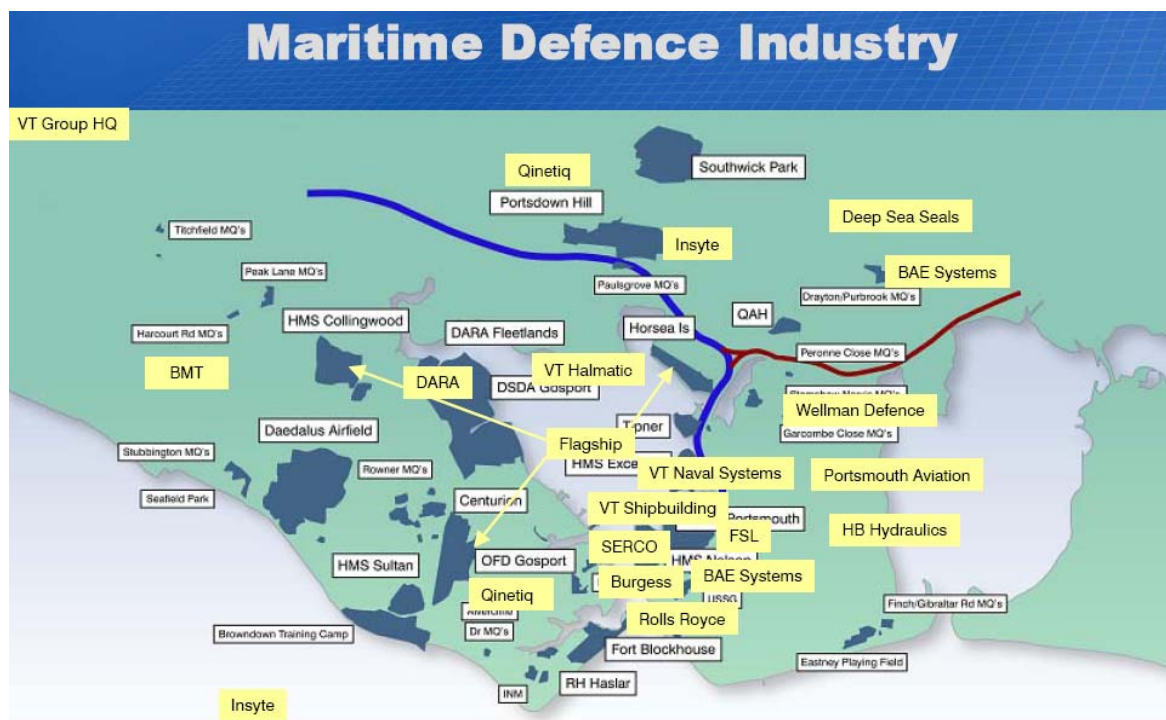 Maritime Defence Industry
VT Group HQ
Southwick Park
Qinetiq
Portsdown Hill
Deep Sea Seals
Titchfield MQ's
Insyte
Peak Lane MQ's
BAE Systems
Paulsgrove MQ's
Drayton/Purbrook MQ's
HMS Collingwood
QAH
Horsea Is
Harcourt Rd MQ's
DARA Fleetlands
Peronne Close MQ's
BMT
VT Halmatic
DARA
DSDA Gosport
Wellman Defence
Daedalus Airfield
Tipner
Garcombe Close MQ's
Flagship
Stubbington MQ's
HMS
Rowner MQ's
VT Naval Systems
Portsmouth Aviation
Seafield Park
Centurion
VT Shipbuilding
Portsmouth
HB Hydraulics
FSL
SERCO
OFD Gosport
HMS Nelson
HMS Sultan
Burgess
BAE Systems
Qinetiq
Finch/Gibraltar Rd MQ's
Rolls Royce
Browndown Training Camp
Dr MQ's
Fort Blockhouse
Eastney Playing Field
RH Haslar
INM
Insyte